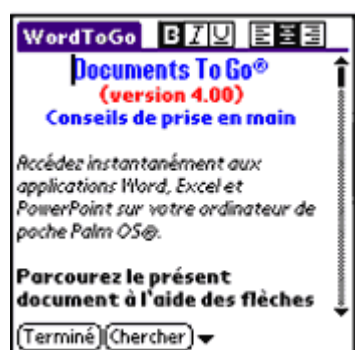 WordToGo B I U
Documents To Go®
(version 4.00)
Conseils de prise en main
Accédez instantanément aux
applications Word, Excel et
PowerPoint sur votre ordinateur de
poche Palm OS®.
Parcourez le présent
document à l'aide des flèches
Terminé Chercher